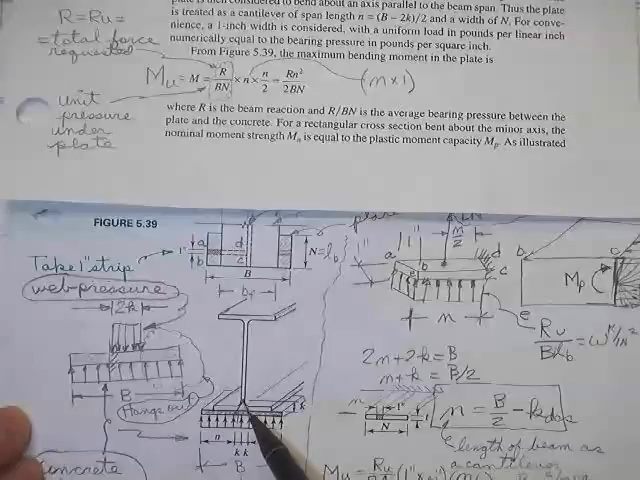 plate is then considered to bend about an axis parallel to the beam span. Thus the plate
is treated as a cantilever of span length n = (B − 2k)/2 and a width of N. For conve-
nience, a 1-inch width is considered, with a uniform load in pounds per linear inch
numerically equal to the bearing pressure in pounds per square inch.
From Figure 5.39, the maximum bending moment in the plate is
R = Ru =
= total force
requested
Mu = M = R/BN × n × n/2 = Rn²/2BN
(n × 1)
unit
pressure
under
plate
where R is the beam reaction and R/BN is the average bearing pressure between the
plate and the concrete. For a rectangular cross section bent about the minor axis, the
nominal moment strength Mn is equal to the plastic moment capacity Mp. As illustrated
FIGURE 5.39
Take 1" strip
1"
a
b
d
c
N = lb
B
bf
web-pressure
2k
B
concrete
n
k k
B
1"
n/2
a
b
d
c
e
n
Mp
b
c
e
Ru/Blb = ω k/IN²
2n + 2k = B
n + k = B/2
n = B/2 − kdes
1"
N
t
length of beam as
a cantilever